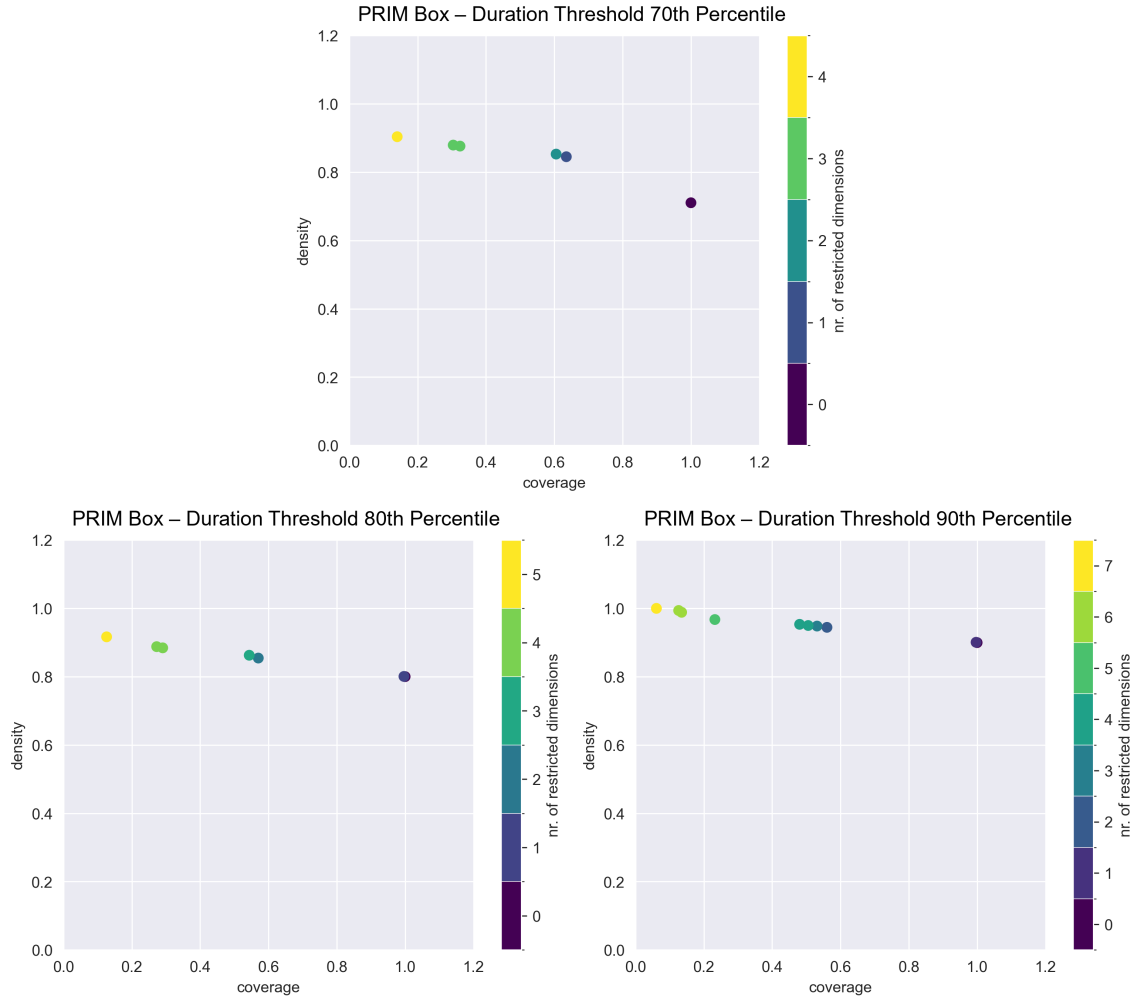 PRIM Box – Duration Threshold 70th Percentile
1.2
1.0
0.8
0.6
0.4
0.2
0.0
density
0.0 0.2 0.4 0.6 0.8 1.0 1.2
coverage
4
3
2
1
0
nr. of restricted dimensions
PRIM Box – Duration Threshold 80th Percentile
1.2
1.0
0.8
0.6
0.4
0.2
0.0
density
0.0 0.2 0.4 0.6 0.8 1.0 1.2
coverage
5
4
3
2
1
0
nr. of restricted dimensions
PRIM Box – Duration Threshold 90th Percentile
1.2
1.0
0.8
0.6
0.4
0.2
0.0
density
0.0 0.2 0.4 0.6 0.8 1.0 1.2
coverage
7
6
5
4
3
2
1
0
nr. of restricted dimensions